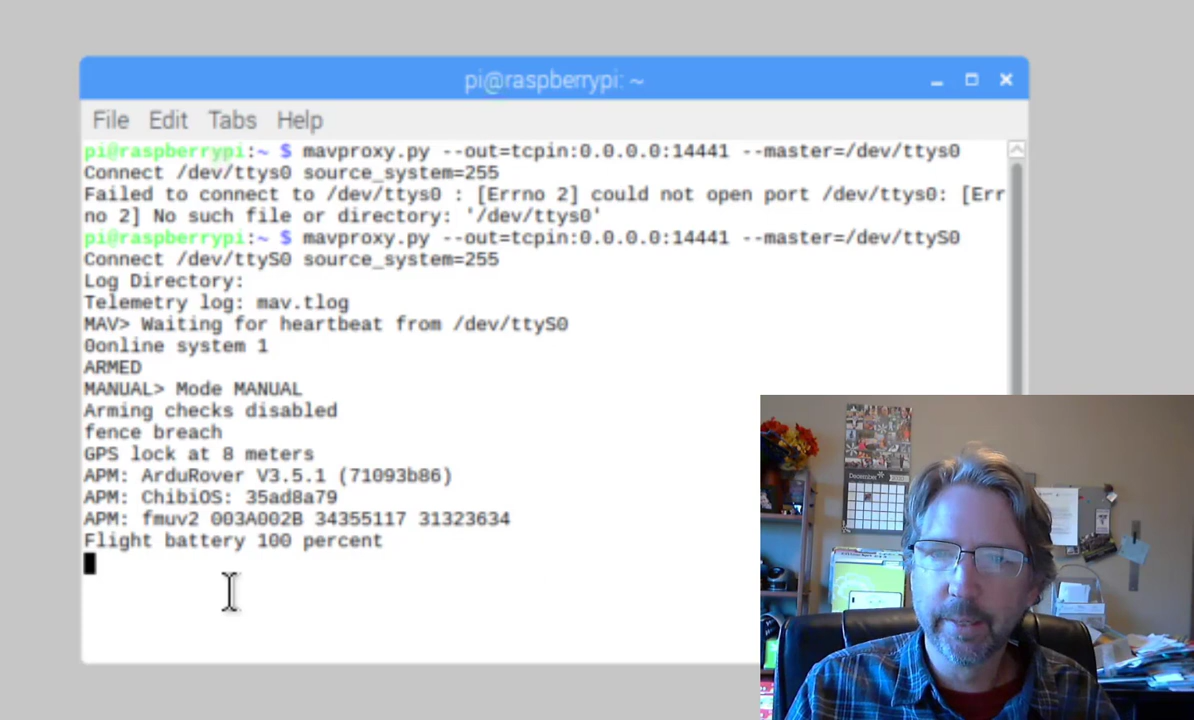 pi@raspberrypi: ~
File Edit Tabs Help
pi@raspberrypi:~ $ mavproxy.py --out=tcpin:0.0.0.0:14441 --master=/dev/ttys0
Connect /dev/ttys0 source_system=255
Failed to connect to /dev/ttys0 : [Errno 2] could not open port /dev/ttys0: [Err
no 2] No such file or directory: '/dev/ttys0'
pi@raspberrypi:~ $ mavproxy.py --out=tcpin:0.0.0.0:14441 --master=/dev/ttyS0
Connect /dev/ttyS0 source_system=255
Log Directory:
Telemetry log: mav.tlog
MAV> Waiting for heartbeat from /dev/ttyS0
0online system 1
ARMED
MANUAL> Mode MANUAL
Arming checks disabled
fence breach
GPS lock at 8 meters
APM: ArduRover V3.5.1 (71093b86)
APM: ChibiOS: 35ad8a79
APM: fmuv2 003A002B 34355117 31323634
Flight battery 100 percent
December